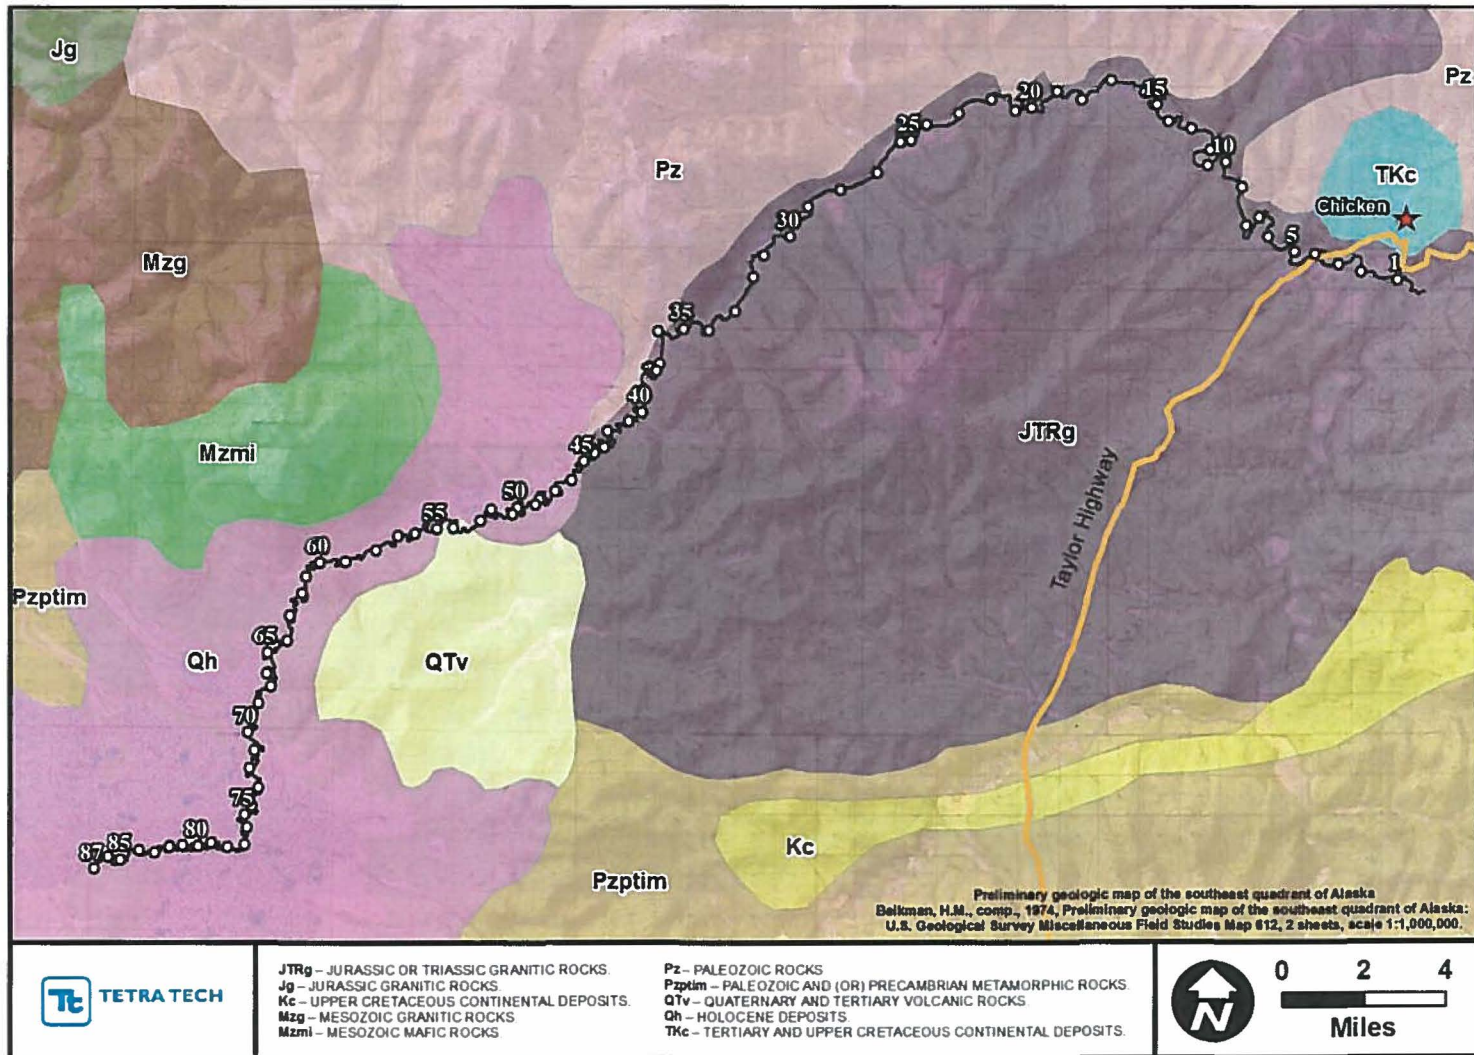 Jg
Pz
15
20
25
10
Pz
TKc
Chicken
Mzg
30
5
1
35
40
JTRg
45
Mzmi
Taylor Highway
50
55
60
Pzptim
65
Qh
QTv
70
75
80
85
87
Kc
Pzptim
Preliminary geologic map of the southeast quadrant of Alaska
Beikman, H.M., comp., 1974, Preliminary geologic map of the southeast quadrant of Alaska:
U.S. Geological Survey Miscellaneous Field Studies Map 612, 2 sheets, scale 1:1,000,000.
Tt TETRA TECH
JTRg – JURASSIC OR TRIASSIC GRANITIC ROCKS.
Jg – JURASSIC GRANITIC ROCKS.
Kc – UPPER CRETACEOUS CONTINENTAL DEPOSITS.
Mzg – MESOZOIC GRANITIC ROCKS
Mzmi – MESOZOIC MAFIC ROCKS
Pz – PALEOZOIC ROCKS
Pzptim – PALEOZOIC AND (OR) PRECAMBRIAN METAMORPHIC ROCKS.
QTv – QUATERNARY AND TERTIARY VOLCANIC ROCKS.
Qh – HOLOCENE DEPOSITS.
TKc – TERTIARY AND UPPER CRETACEOUS CONTINENTAL DEPOSITS.
N
0 2 4
Miles